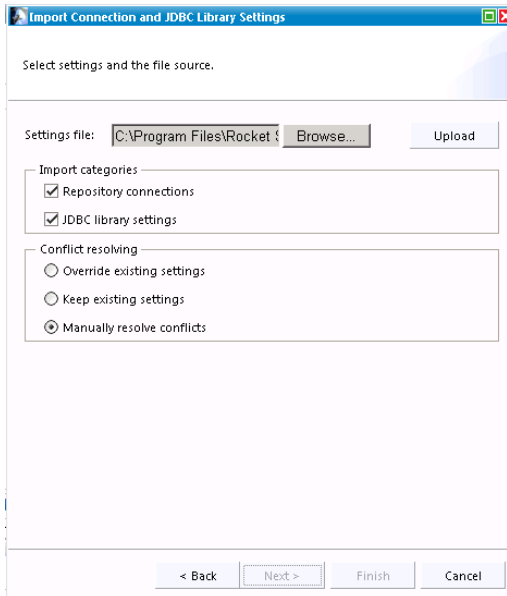 Import Connection and JDBC Library Settings
Select settings and the file source.
Settings file: C:\Program Files\Rocket Browse... Upload
Import categories
Repository connections
JDBC library settings
Conflict resolving
Override existing settings
Keep existing settings
Manually resolve conflicts
< Back Next > Finish Cancel